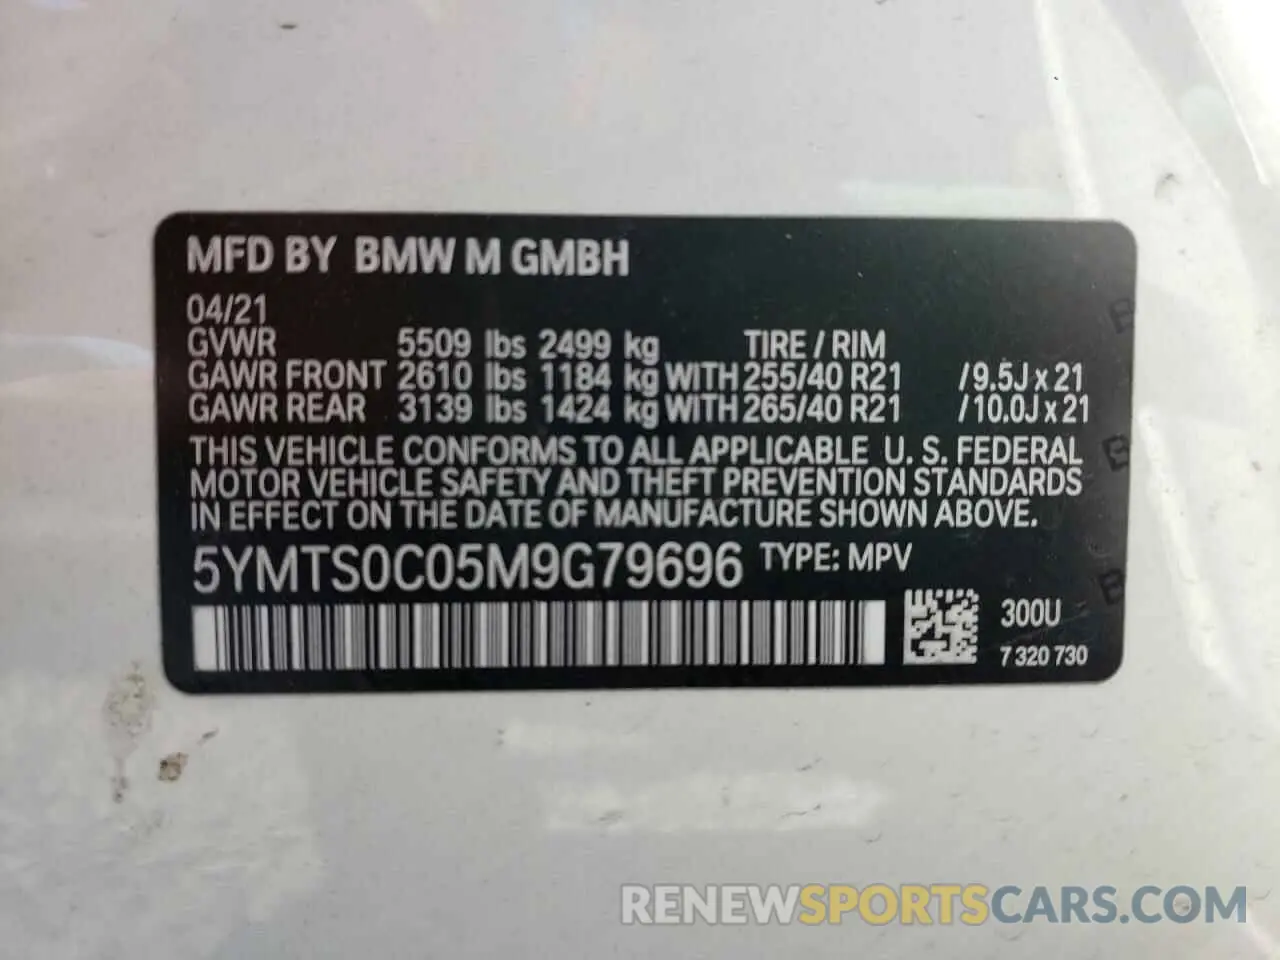 MFD BY BMW M GMBH
04/21
GVWR 5509 lbs 2499 kg TIRE / RIM
GAWR FRONT 2610 lbs 1184 kg WITH 255/40 R21 /9.5J x 21
GAWR REAR 3139 lbs 1424 kg WITH 265/40 R21 /10.0J x 21
THIS VEHICLE CONFORMS TO ALL APPLICABLE U. S. FEDERAL
MOTOR VEHICLE SAFETY AND THEFT PREVENTION STANDARDS
IN EFFECT ON THE DATE OF MANUFACTURE SHOWN ABOVE.
5YMTS0C05M9G79696 TYPE: MPV
300U
7 320 730
RENEWSPORTSCARS.COM